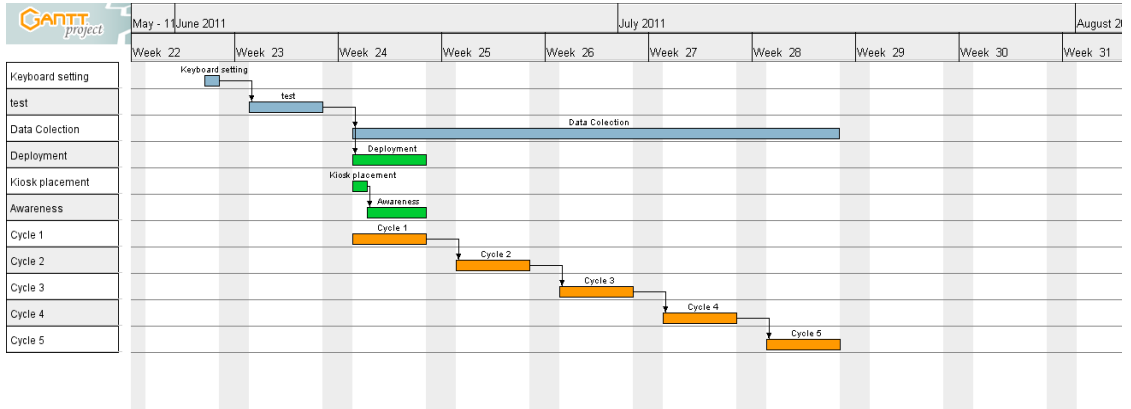 GANTT
project
May - 11 June 2011 July 2011 August 20
Week 22 Week 23 Week 24 Week 25 Week 26 Week 27 Week 28 Week 29 Week 30 Week 31
Keyboard setting
Keyboard setting
test
test
Data Colection
Data Colection
Deployment
Deployment
Kiosk placement
Kiosk placement
Awareness
Awareness
Cycle 1
Cycle 1
Cycle 2
Cycle 2
Cycle 3
Cycle 3
Cycle 4
Cycle 4
Cycle 5
Cycle 5